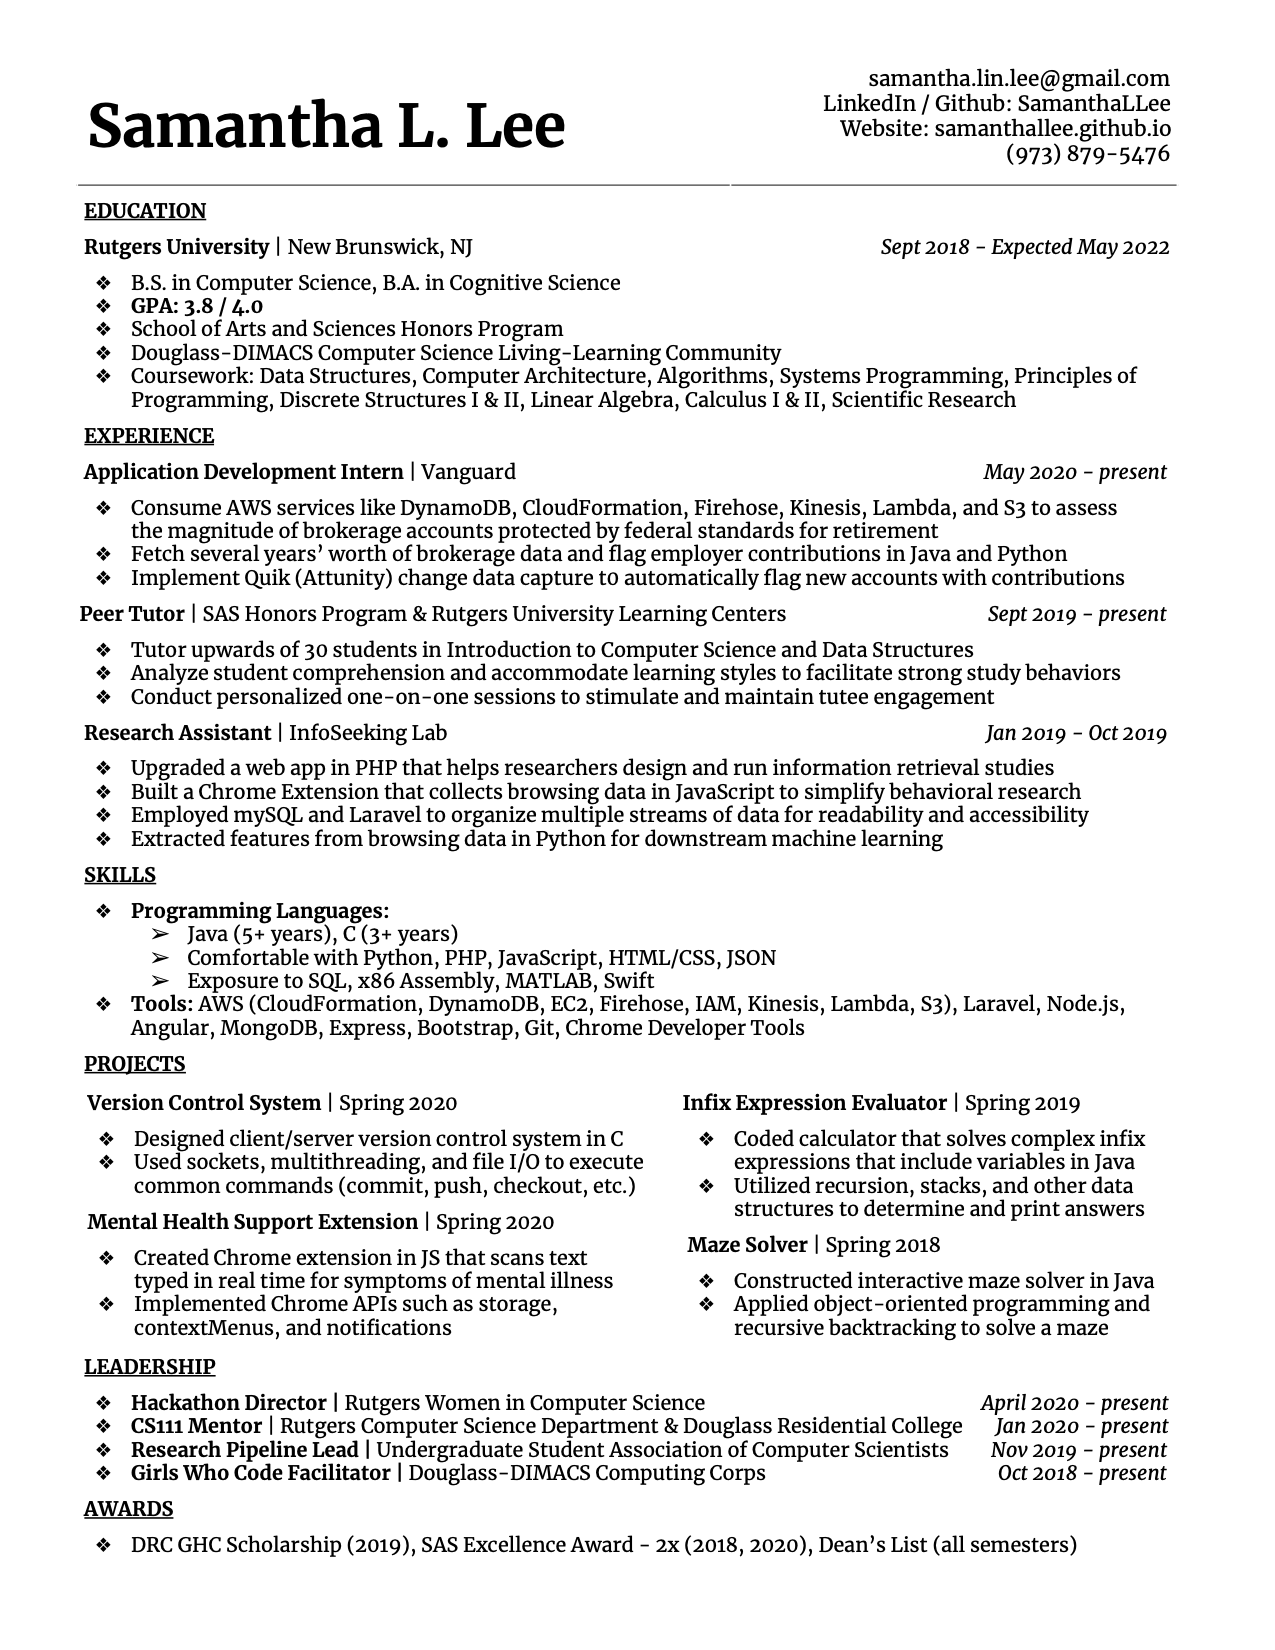 Samantha L. Lee
samantha.lin.lee@gmail.com
LinkedIn / Github: SamanthaLLee
Website: samanthallee.github.io
(973) 879-5476
EDUCATION
Rutgers University | New Brunswick, NJ Sept 2018 - Expected May 2022
❖ B.S. in Computer Science, B.A. in Cognitive Science
❖ GPA: 3.8 / 4.0
❖ School of Arts and Sciences Honors Program
❖ Douglass-DIMACS Computer Science Living-Learning Community
❖ Coursework: Data Structures, Computer Architecture, Algorithms, Systems Programming, Principles of
Programming, Discrete Structures I & II, Linear Algebra, Calculus I & II, Scientific Research
EXPERIENCE
Application Development Intern | Vanguard May 2020 - present
❖ Consume AWS services like DynamoDB, CloudFormation, Firehose, Kinesis, Lambda, and S3 to assess
the magnitude of brokerage accounts protected by federal standards for retirement
❖ Fetch several years’ worth of brokerage data and flag employer contributions in Java and Python
❖ Implement Quik (Attunity) change data capture to automatically flag new accounts with contributions
Peer Tutor | SAS Honors Program & Rutgers University Learning Centers Sept 2019 - present
❖ Tutor upwards of 30 students in Introduction to Computer Science and Data Structures
❖ Analyze student comprehension and accommodate learning styles to facilitate strong study behaviors
❖ Conduct personalized one-on-one sessions to stimulate and maintain tutee engagement
Research Assistant | InfoSeeking Lab Jan 2019 - Oct 2019
❖ Upgraded a web app in PHP that helps researchers design and run information retrieval studies
❖ Built a Chrome Extension that collects browsing data in JavaScript to simplify behavioral research
❖ Employed mySQL and Laravel to organize multiple streams of data for readability and accessibility
❖ Extracted features from browsing data in Python for downstream machine learning
SKILLS
❖ Programming Languages:
➢ Java (5+ years), C (3+ years)
➢ Comfortable with Python, PHP, JavaScript, HTML/CSS, JSON
➢ Exposure to SQL, x86 Assembly, MATLAB, Swift
❖ Tools: AWS (CloudFormation, DynamoDB, EC2, Firehose, IAM, Kinesis, Lambda, S3), Laravel, Node.js,
Angular, MongoDB, Express, Bootstrap, Git, Chrome Developer Tools
PROJECTS
Version Control System | Spring 2020
❖ Designed client/server version control system in C
❖ Used sockets, multithreading, and file I/O to execute
common commands (commit, push, checkout, etc.)
Mental Health Support Extension | Spring 2020
❖ Created Chrome extension in JS that scans text
typed in real time for symptoms of mental illness
❖ Implemented Chrome APIs such as storage,
contextMenus, and notifications
Infix Expression Evaluator | Spring 2019
❖ Coded calculator that solves complex infix
expressions that include variables in Java
❖ Utilized recursion, stacks, and other data
structures to determine and print answers
Maze Solver | Spring 2018
❖ Constructed interactive maze solver in Java
❖ Applied object-oriented programming and
recursive backtracking to solve a maze
LEADERSHIP
❖ Hackathon Director | Rutgers Women in Computer Science April 2020 - present
❖ CS111 Mentor | Rutgers Computer Science Department & Douglass Residential College Jan 2020 - present
❖ Research Pipeline Lead | Undergraduate Student Association of Computer Scientists Nov 2019 - present
❖ Girls Who Code Facilitator | Douglass-DIMACS Computing Corps Oct 2018 - present
AWARDS
❖ DRC GHC Scholarship (2019), SAS Excellence Award - 2x (2018, 2020), Dean’s List (all semesters)